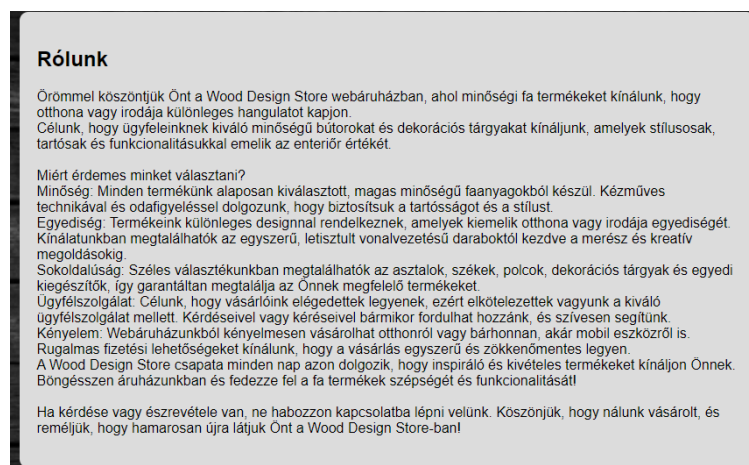 Rólunk
Örömmel köszöntjük Önt a Wood Design Store webáruházban, ahol minőségi fa termékeket kínálunk, hogy
otthona vagy irodája különleges hangulatot kapjon.
Célunk, hogy ügyfeleinknek kiváló minőségű bútorokat és dekorációs tárgyakat kínáljunk, amelyek stílusosak,
tartósak és funkcionalitásukkal emelik az enteriőr értékét.
Miért érdemes minket választani?
Minőség: Minden termékünk alaposan kiválasztott, magas minőségű faanyagokból készül. Kézműves
technikával és odafigyeléssel dolgozunk, hogy biztosítsuk a tartósságot és a stílust.
Egyediség: Termékeink különleges designnal rendelkeznek, amelyek kiemelik otthona vagy irodája egyediségét.
Kínálatunkban megtalálhatók az egyszerű, letisztult vonalvezetésű daraboktól kezdve a merész és kreatív
megoldásokig.
Sokoldalúság: Széles választékunkban megtalálhatók az asztalok, székek, polcok, dekorációs tárgyak és egyedi
kiegészítők, így garantáltan megtalálja az Önnek megfelelő termékeket.
Ügyfélszolgálat: Célunk, hogy vásárlóink elégedettek legyenek, ezért elkötelezettek vagyunk a kiváló
ügyfélszolgálat mellett. Kérdéseivel vagy kéréseivel bármikor fordulhat hozzánk, és szívesen segítünk.
Kényelem: Webáruházunkból kényelmesen vásárolhat otthonról vagy bárhonnan, akár mobil eszközről is.
Rugalmas fizetési lehetőségeket kínálunk, hogy a vásárlás egyszerű és zökkenőmentes legyen.
A Wood Design Store csapata minden nap azon dolgozik, hogy inspiráló és kivételes termékeket kínáljon Önnek.
Böngésszen áruházunkban és fedezze fel a fa termékek szépségét és funkcionalitását!
Ha kérdése vagy észrevétele van, ne habozzon kapcsolatba lépni velünk. Köszönjük, hogy nálunk vásárolt, és
reméljük, hogy hamarosan újra látjuk Önt a Wood Design Store-ban!